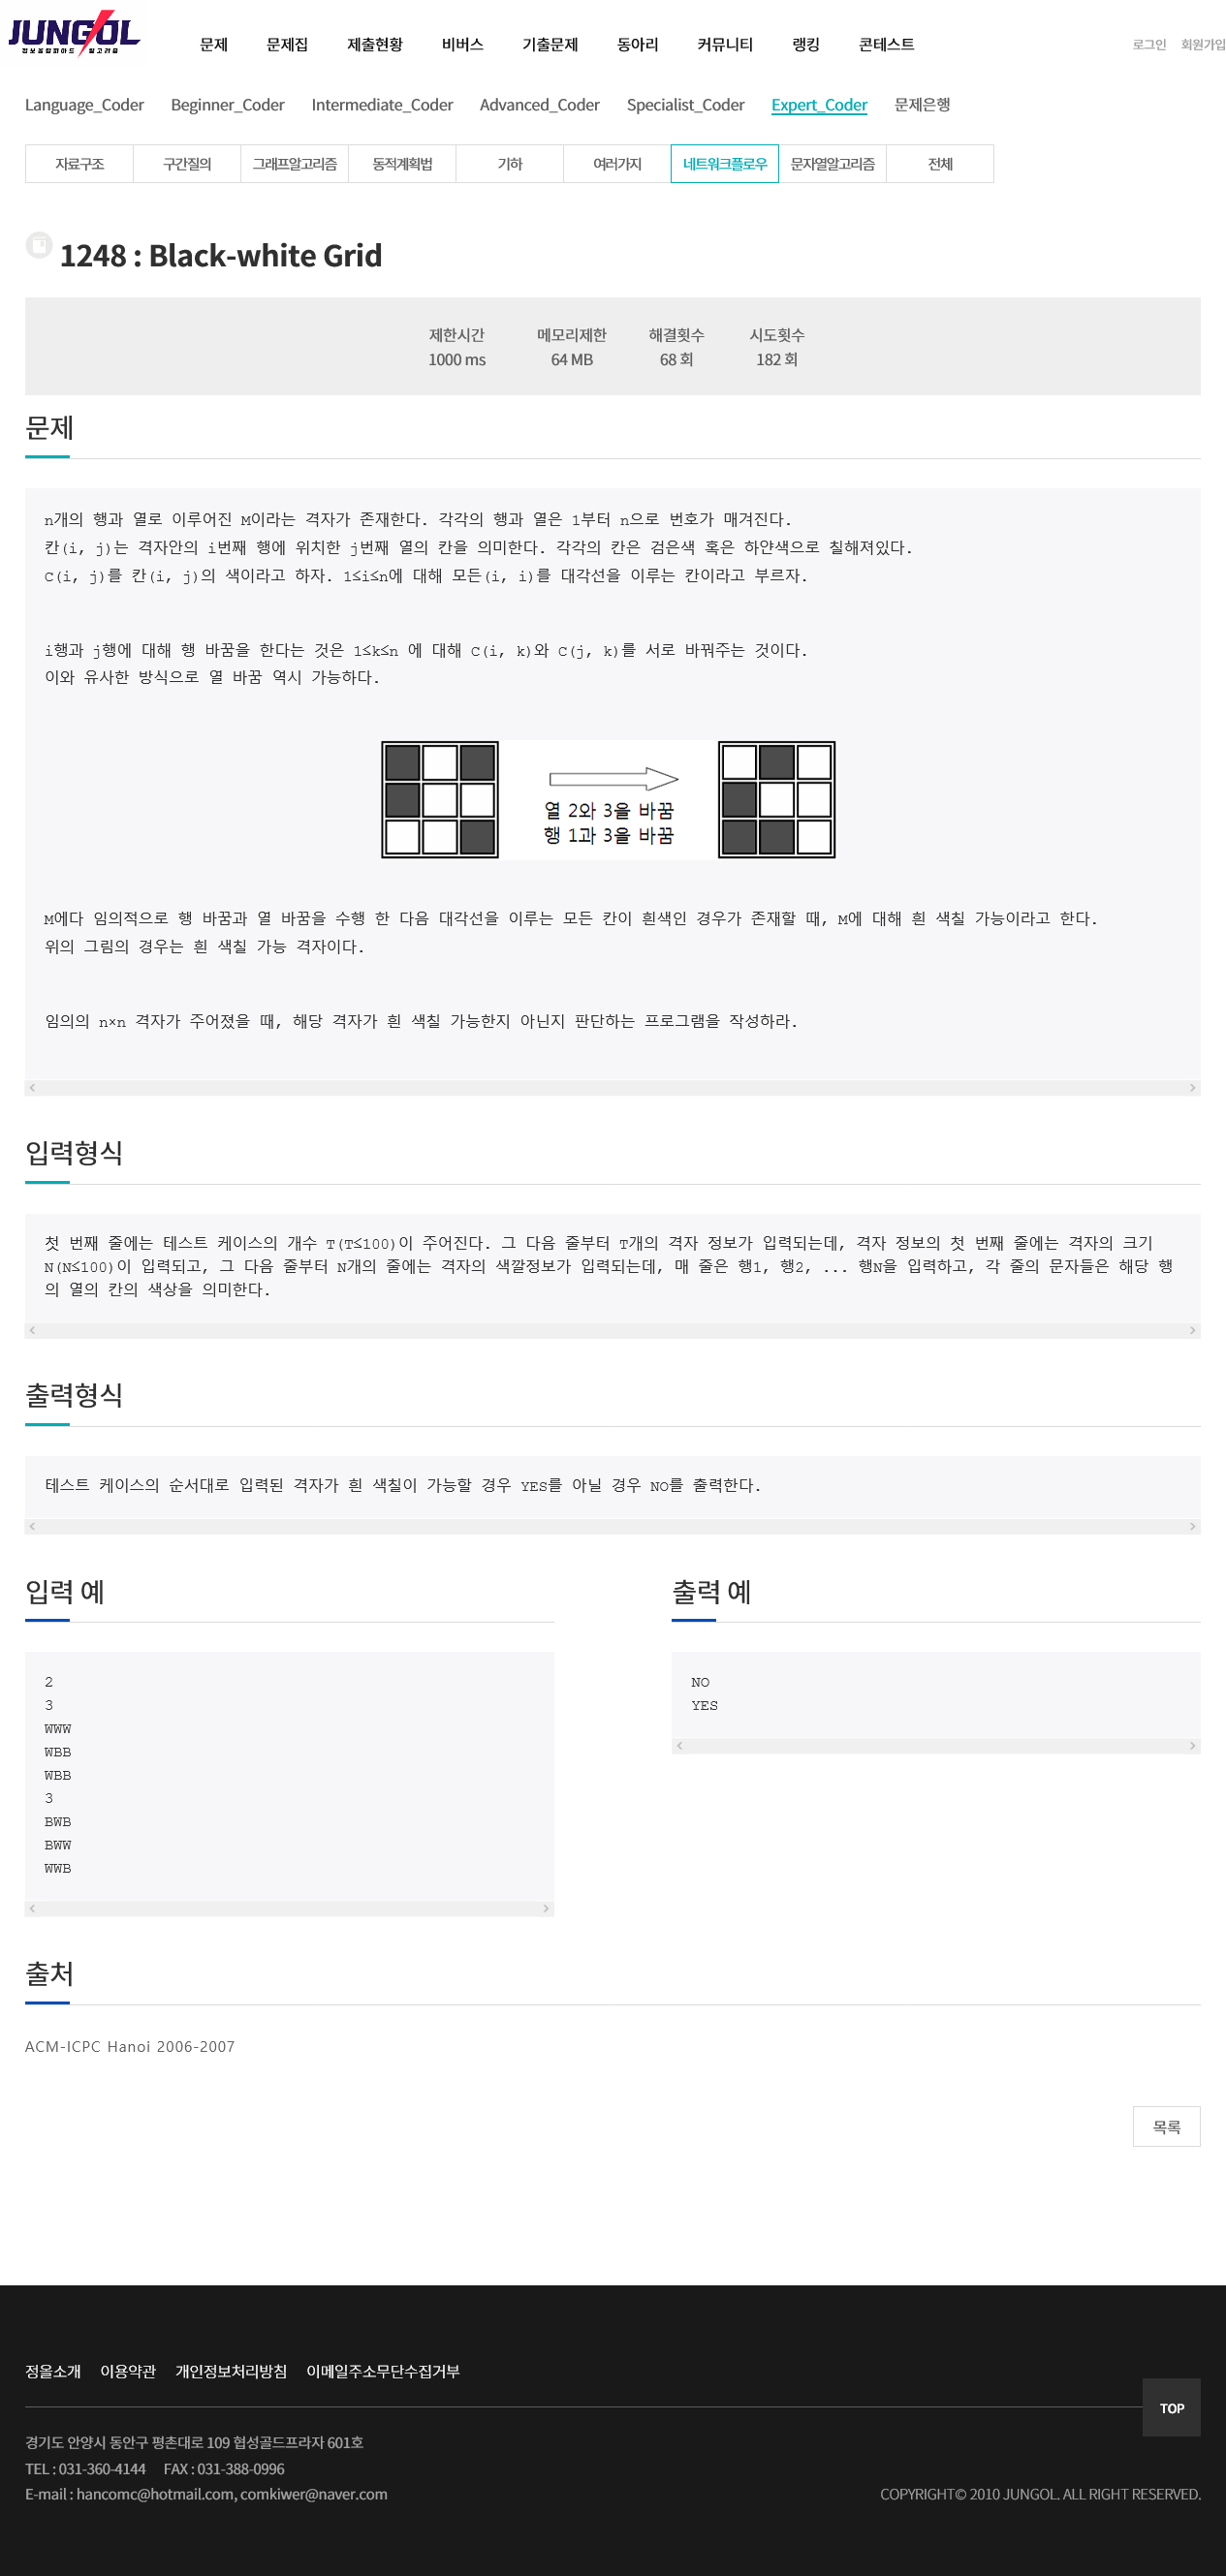 JUNGOL
정보올림피아드 & 알고리즘
문제 문제집 제출현황 비버스 기출문제 동아리 커뮤니티 랭킹 콘테스트
로그인 회원가입
Language_Coder Beginner_Coder Intermediate_Coder Advanced_Coder Specialist_Coder Expert_Coder 문제은행
자료구조 구간질의 그래프알고리즘 동적계획법 기하 여러가지 네트워크플로우 문자열알고리즘 전체
1248 : Black-white Grid
제한시간 메모리제한 해결횟수 시도횟수
1000 ms 64 MB 68 회 182 회
문제
n개의 행과 열로 이루어진 M이라는 격자가 존재한다. 각각의 행과 열은 1부터 n으로 번호가 매겨진다.
칸(i, j)는 격자안의 i번째 행에 위치한 j번째 열의 칸을 의미한다. 각각의 칸은 검은색 혹은 하얀색으로 칠해져있다.
C(i, j)를 칸(i, j)의 색이라고 하자. 1≤i≤n에 대해 모든(i, i)를 대각선을 이루는 칸이라고 부르자.
i행과 j행에 대해 행 바꿈을 한다는 것은 1≤k≤n 에 대해 C(i, k)와 C(j, k)를 서로 바꿔주는 것이다.
이와 유사한 방식으로 열 바꿈 역시 가능하다.
열 2와 3을 바꿈
행 1과 3을 바꿈
M에다 임의적으로 행 바꿈과 열 바꿈을 수행 한 다음 대각선을 이루는 모든 칸이 흰색인 경우가 존재할 때, M에 대해 흰 색칠 가능이라고 한다.
위의 그림의 경우는 흰 색칠 가능 격자이다.
임의의 n×n 격자가 주어졌을 때, 해당 격자가 흰 색칠 가능한지 아닌지 판단하는 프로그램을 작성하라.
입력형식
첫 번째 줄에는 테스트 케이스의 개수 T(T≤100)이 주어진다. 그 다음 줄부터 T개의 격자 정보가 입력되는데, 격자 정보의 첫 번째 줄에는 격자의 크기
N(N≤100)이 입력되고, 그 다음 줄부터 N개의 줄에는 격자의 색깔정보가 입력되는데, 매 줄은 행1, 행2, ... 행N을 입력하고, 각 줄의 문자들은 해당 행
의 열의 칸의 색상을 의미한다.
출력형식
테스트 케이스의 순서대로 입력된 격자가 흰 색칠이 가능할 경우 YES를 아닐 경우 NO를 출력한다.
입력 예
2
3
WWW
WBB
WBB
3
BWB
BWW
WWB
출력 예
NO
YES
출처
ACM-ICPC Hanoi 2006-2007
목록
정올소개 이용약관 개인정보처리방침 이메일주소무단수집거부
TOP
경기도 안양시 동안구 평촌대로 109 협성골드프라자 601호
TEL : 031-360-4144 FAX : 031-388-0996
E-mail : hancomc@hotmail.com, comkiwer@naver.com
COPYRIGHT© 2010 JUNGOL. ALL RIGHT RESERVED.